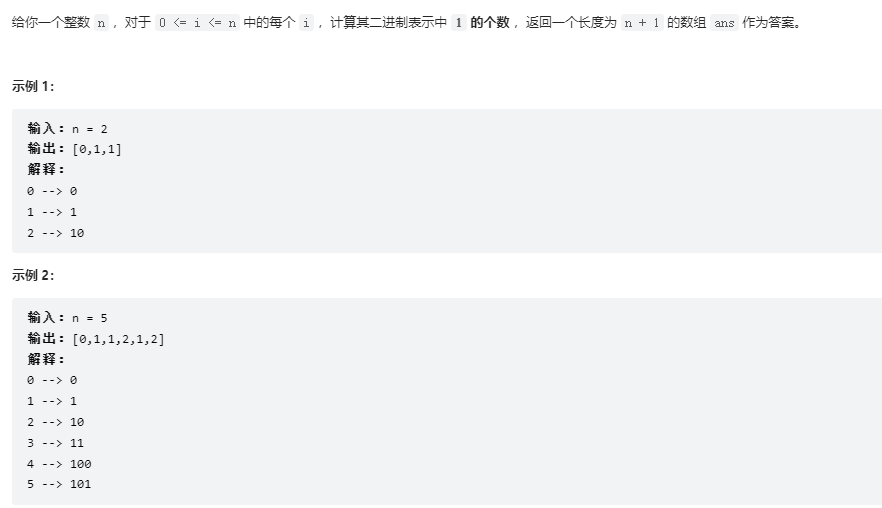 给你一个整数 n ，对于 0 <= i <= n 中的每个 i ，计算其二进制表示中 1 的个数 ，返回一个长度为 n + 1 的数组 ans 作为答案。
示例 1：
输入：n = 2
输出：[0,1,1]
解释：
0 --> 0
1 --> 1
2 --> 10
示例 2：
输入：n = 5
输出：[0,1,1,2,1,2]
解释：
0 --> 0
1 --> 1
2 --> 10
3 --> 11
4 --> 100
5 --> 101